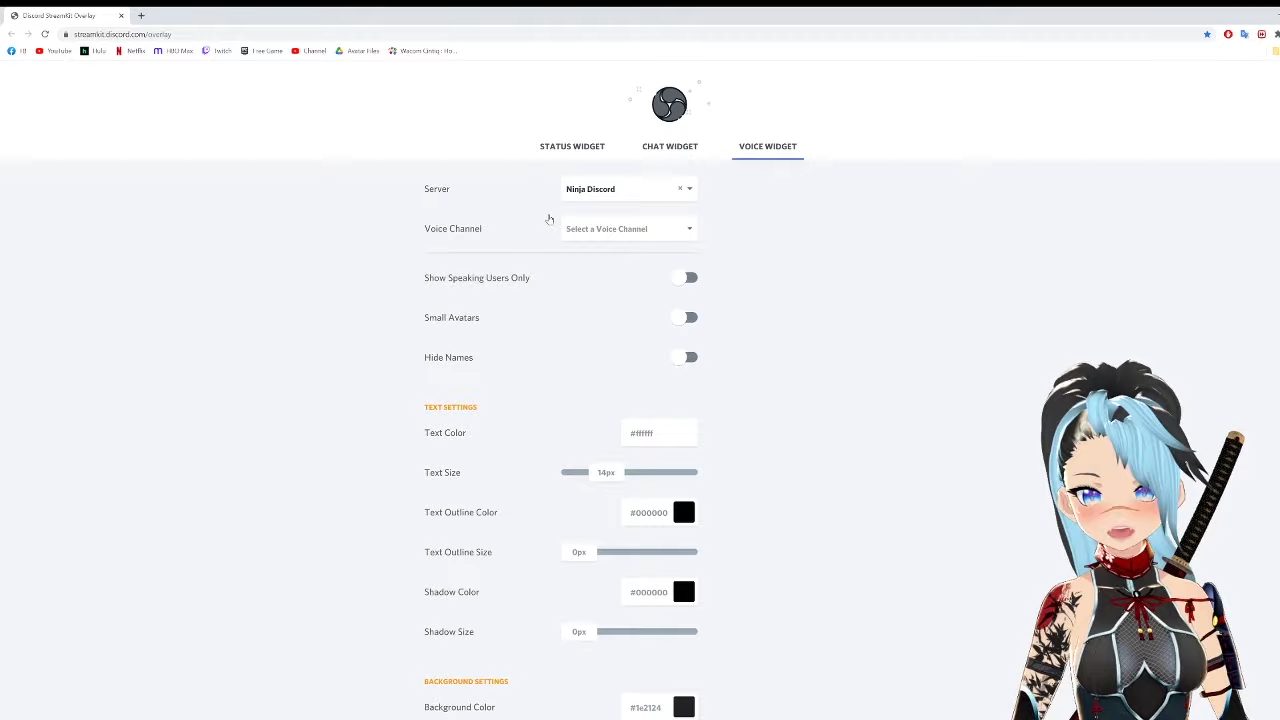 Discord StreamKit Overlay
streamkit.discord.com/overlay
YouTube Hulu Netflix HBO Max Twitch Free Game Channel Avatar Files Wacom Cintiq : Ho...
STATUS WIDGET CHAT WIDGET VOICE WIDGET
Server Ninja Discord
Voice Channel Select a Voice Channel
Show Speaking Users Only
Small Avatars
Hide Names
TEXT SETTINGS
Text Color #ffffff
Text Size 14px
Text Outline Color #000000
Text Outline Size 0px
Shadow Color #000000
Shadow Size 0px
BACKGROUND SETTINGS
Background Color #1e2124